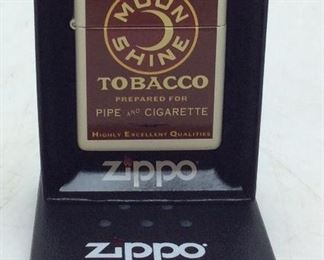 MOON
SHINE
TOBACCO
PREPARED FOR
PIPE AND CIGARETTE
HIGHLY EXCELLENT QUALITIES
zippo
zippo